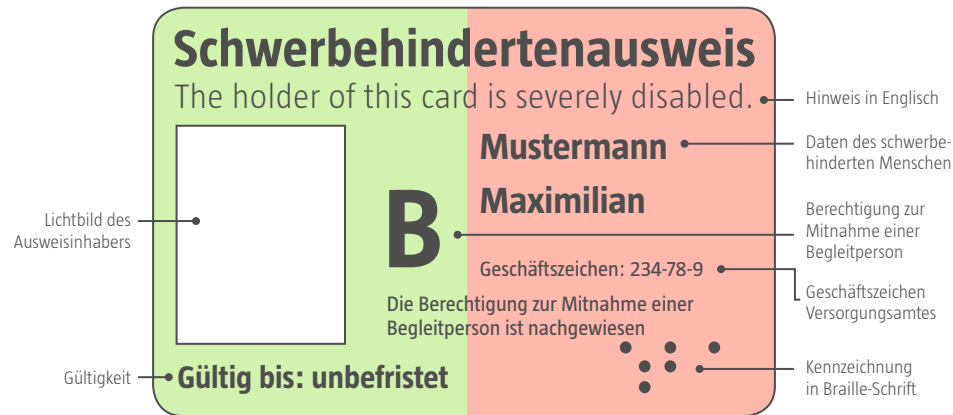 Schwerbehindertenausweis
The holder of this card is severely disabled.
Hinweis in Englisch
Mustermann
Daten des schwerbe-
hinderten Menschen
Maximilian
B
Lichtbild des
Ausweisinhabers
Berechtigung zur
Mitnahme einer
Begleitperson
Geschäftszeichen: 234-78-9
Geschäftszeichen
Versorgungsamtes
Die Berechtigung zur Mitnahme einer
Begleitperson ist nachgewiesen
Gültigkeit
Gültig bis: unbefristet
Kennzeichnung
in Braille-Schrift